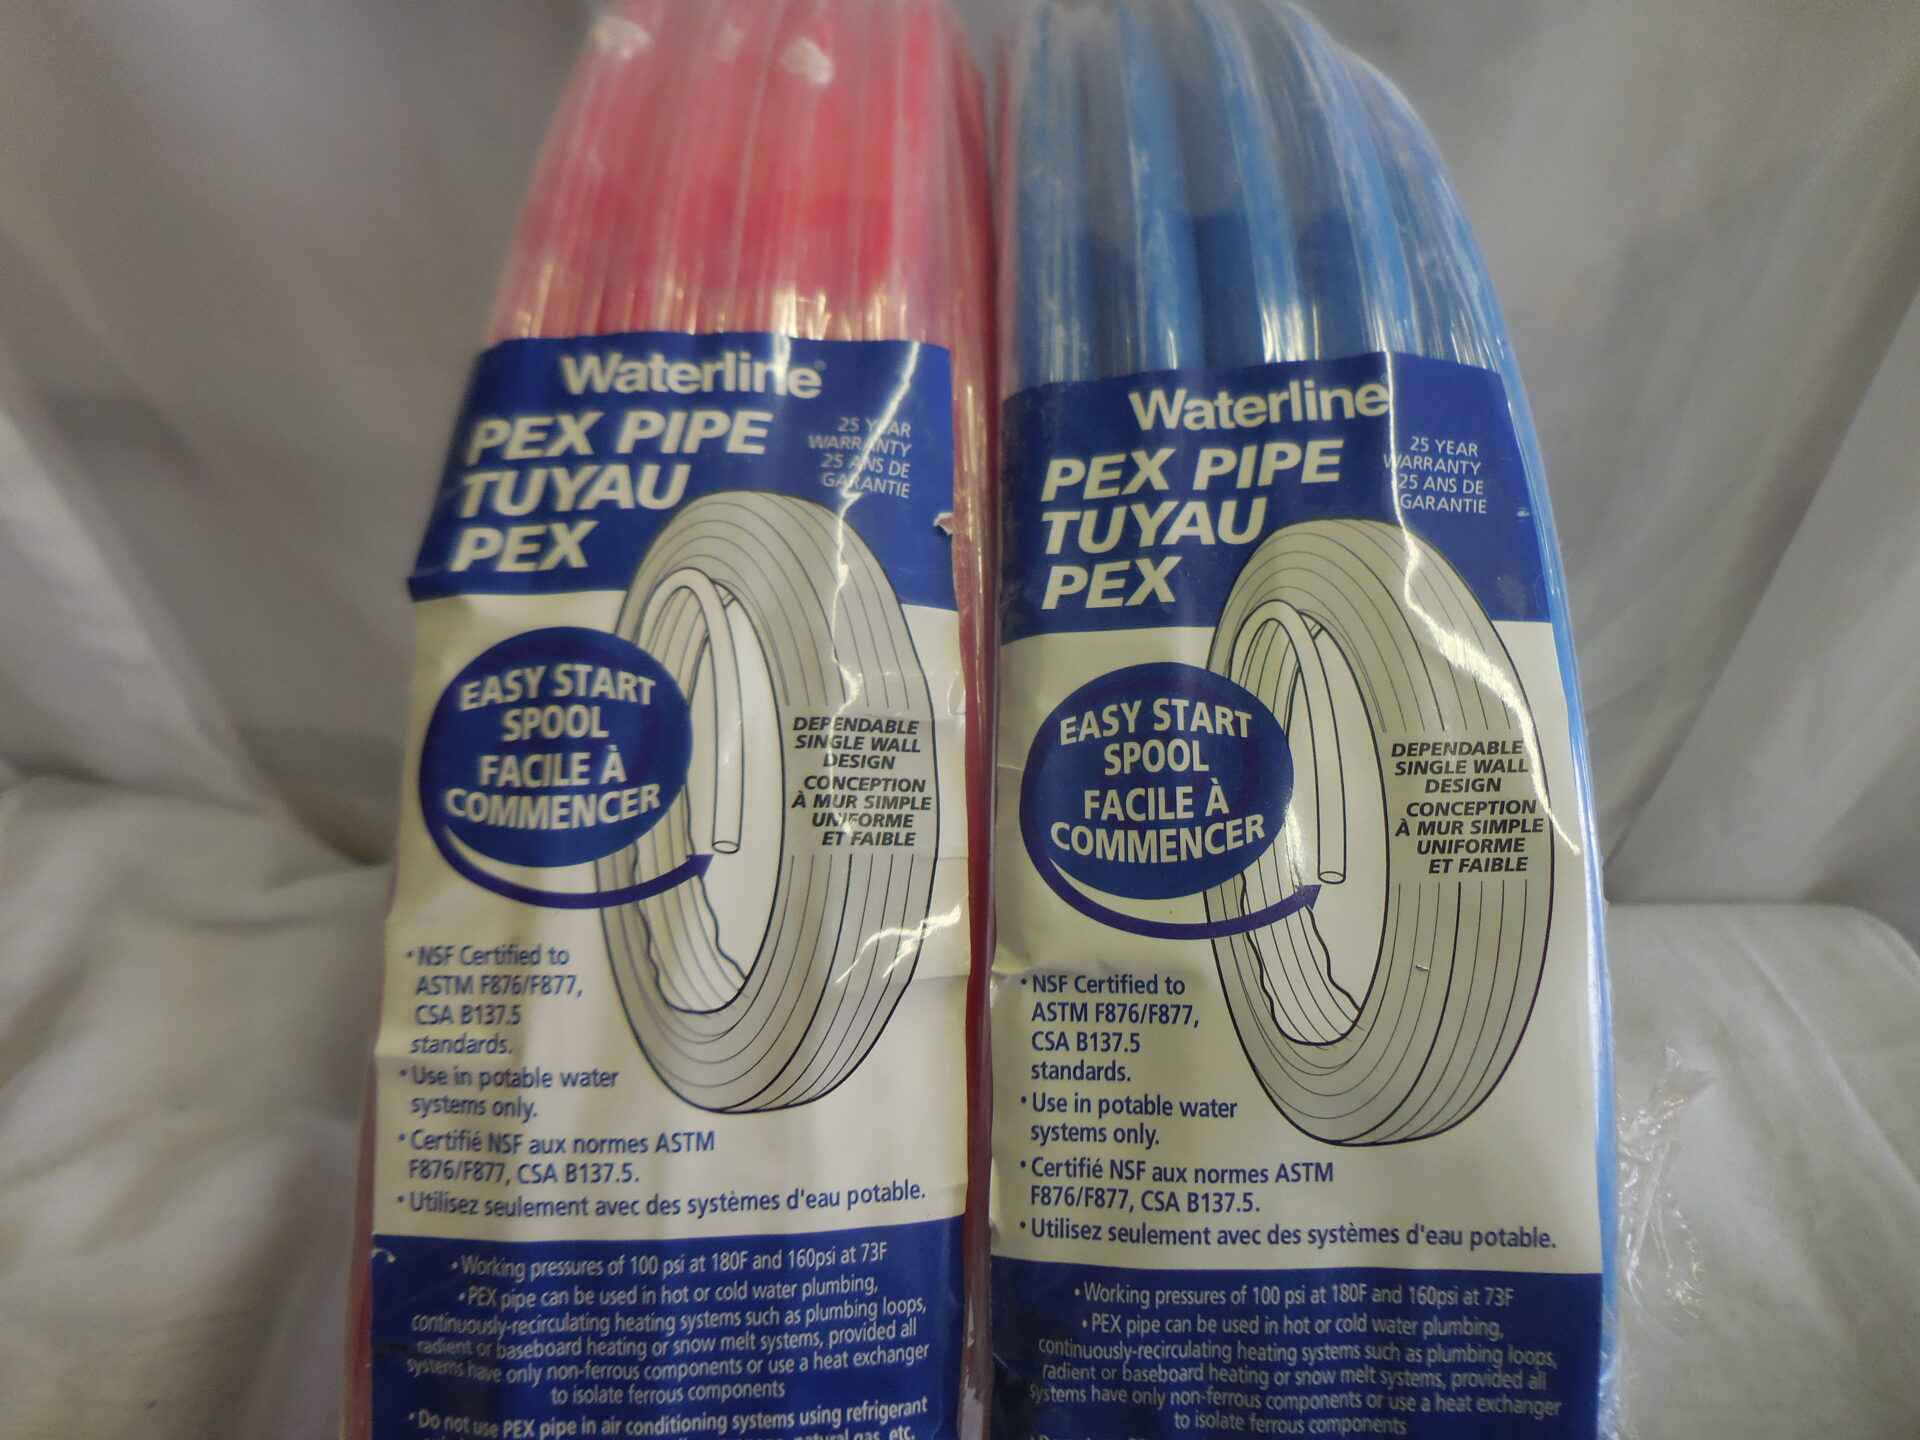 Waterline®
PEX PIPE
TUYAU
PEX
25 YEAR
WARRANTY
25 ANS DE
GARANTIE
EASY START
SPOOL
FACILE À
COMMENCER
DEPENDABLE
SINGLE WALL
DESIGN
CONCEPTION
À MUR SIMPLE
UNIFORME
ET FAIBLE
• NSF Certified to
ASTM F876/F877,
CSA B137.5
standards.
• Use in potable water
systems only.
• Certifié NSF aux normes ASTM
F876/F877, CSA B137.5.
• Utilisez seulement avec des systèmes d'eau potable.
• Working pressures of 100 psi at 180F and 160psi at 73F
• PEX pipe can be used in hot or cold water plumbing,
continuously-recirculating heating systems such as plumbing loops,
radient or baseboard heating or snow melt systems, provided all
systems have only non-ferrous components or use a heat exchanger
to isolate ferrous components
• Do not use PEX pipe in air conditioning systems using refrigerant
natural gas, etc.
Waterline®
PEX PIPE
TUYAU
PEX
25 YEAR
WARRANTY
25 ANS DE
GARANTIE
EASY START
SPOOL
FACILE À
COMMENCER
DEPENDABLE
SINGLE WALL
DESIGN
CONCEPTION
À MUR SIMPLE
UNIFORME
ET FAIBLE
• NSF Certified to
ASTM F876/F877,
CSA B137.5
standards.
• Use in potable water
systems only.
• Certifié NSF aux normes ASTM
F876/F877, CSA B137.5.
• Utilisez seulement avec des systèmes d'eau potable.
• Working pressures of 100 psi at 180F and 160psi at 73F
• PEX pipe can be used in hot or cold water plumbing,
continuously-recirculating heating systems such as plumbing loops,
radient or baseboard heating or snow melt systems, provided all
systems have only non-ferrous components or use a heat exchanger
to isolate ferrous components